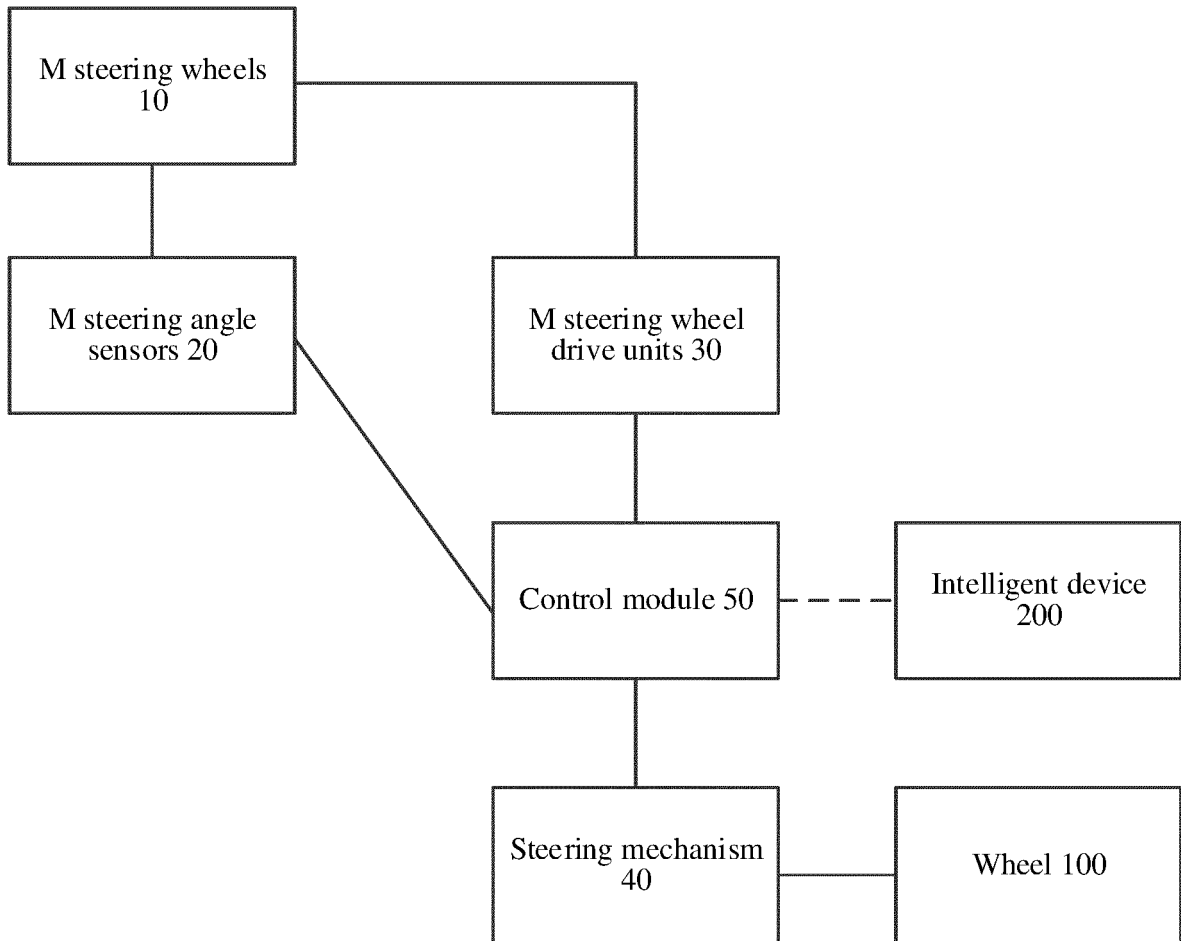 M steering wheels
10
M steering angle
sensors 20
M steering wheel
drive units 30
Control module 50
Intelligent device
200
Steering mechanism
40
Wheel 100